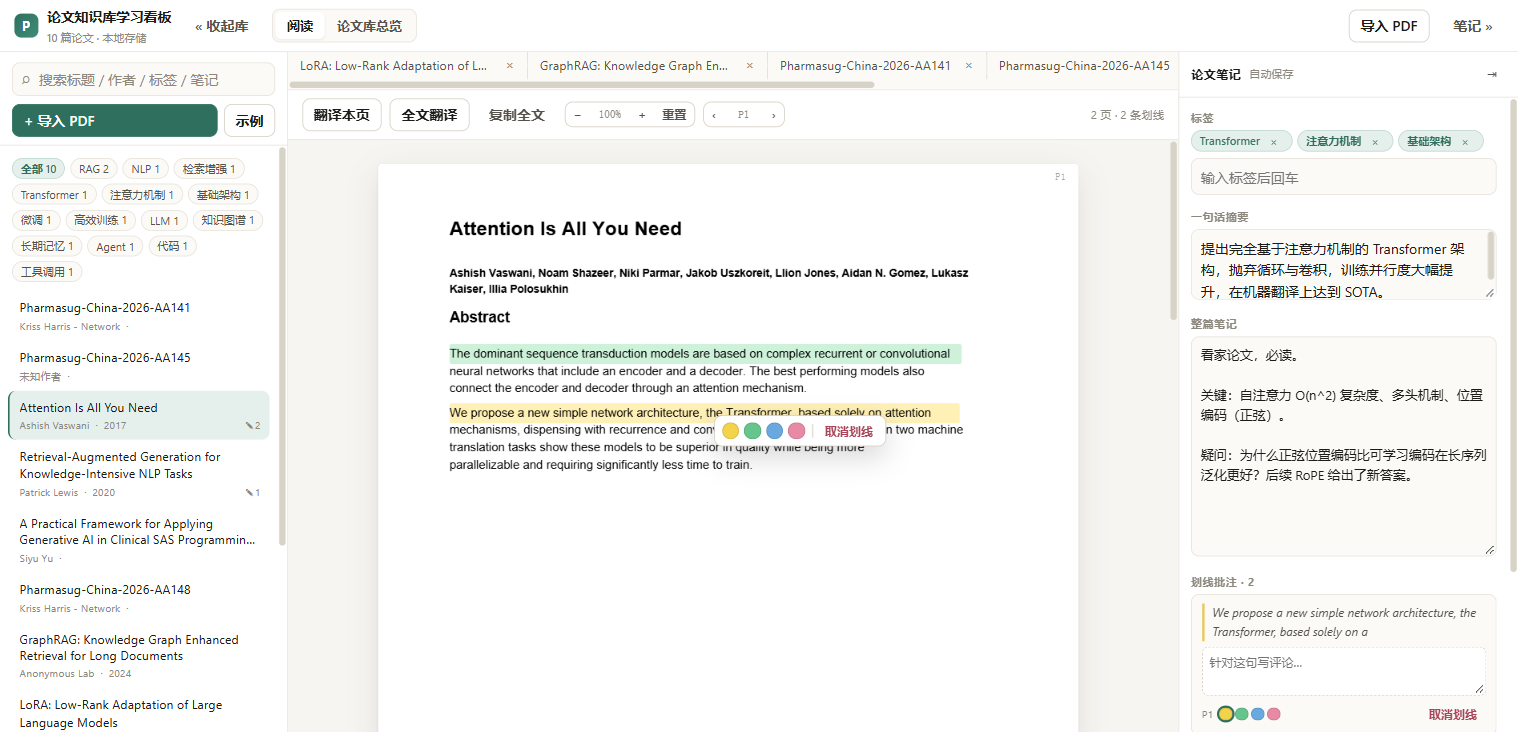 P
论文知识库学习看板
10 篇论文 · 本地存储
« 收起库
阅读
论文库总览
导入 PDF
笔记 »
搜索标题 / 作者 / 标签 / 笔记
+ 导入 PDF
示例
全部 10
RAG 2
NLP 1
检索增强 1
Transformer 1
注意力机制 1
基础架构 1
微调 1
高效训练 1
LLM 1
知识图谱 1
长期记忆 1
Agent 1
代码 1
工具调用 1
Pharmasug-China-2026-AA141
Kriss Harris - Network ·
Pharmasug-China-2026-AA145
未知作者 ·
Attention Is All You Need
Ashish Vaswani · 2017
2
Retrieval-Augmented Generation for
Knowledge-Intensive NLP Tasks
Patrick Lewis · 2020
1
A Practical Framework for Applying
Generative AI in Clinical SAS Programmin...
Siyu Yu ·
Pharmasug-China-2026-AA148
Kriss Harris - Network ·
GraphRAG: Knowledge Graph Enhanced
Retrieval for Long Documents
Anonymous Lab · 2024
LoRA: Low-Rank Adaptation of Large
Language Models
LoRA: Low-Rank Adaptation of L... ×
GraphRAG: Knowledge Graph En... ×
Pharmasug-China-2026-AA141 ×
Pharmasug-China-2026-AA145
翻译本页
全文翻译
复制全文
− 100% + 重置
‹ P1 ›
2 页 · 2 条划线
P1
Attention Is All You Need
Ashish Vaswani, Noam Shazeer, Niki Parmar, Jakob Uszkoreit, Llion Jones, Aidan N. Gomez, Lukasz
Kaiser, Illia Polosukhin
Abstract
The dominant sequence transduction models are based on complex recurrent or convolutional
neural networks that include an encoder and a decoder. The best performing models also
connect the encoder and decoder through an attention mechanism.
We propose a new simple network architecture, the Transformer, based solely on attention
mechanisms, dispensing with recurrence and con
n two machine
取消划线
translation tasks show these models to be superior in quality while being more
parallelizable and requiring significantly less time to train.
论文笔记 自动保存
标签
Transformer ×
注意力机制 ×
基础架构 ×
输入标签后回车
一句话摘要
提出完全基于注意力机制的 Transformer 架
构，抛弃循环与卷积，训练并行度大幅提
升，在机器翻译上达到 SOTA。
整篇笔记
看家论文，必读。
关键：自注意力 O(n^2) 复杂度、多头机制、位置
编码（正弦）。
疑问：为什么正弦位置编码比可学习编码在长序列
泛化更好？后续 RoPE 给出了新答案。
划线批注 · 2
We propose a new simple network architecture, the
Transformer, based solely on a
针对这句写评论...
P1
取消划线